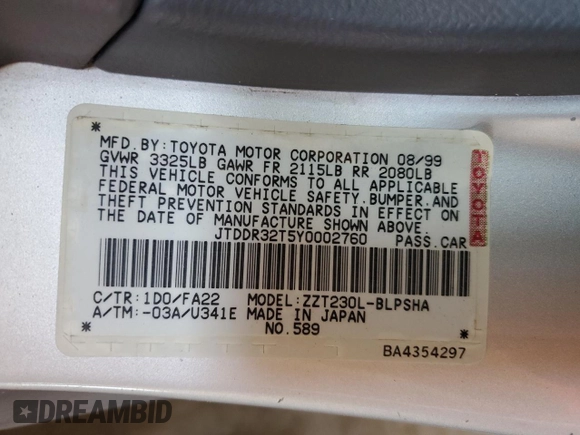 MFD. BY: TOYOTA MOTOR CORPORATION 08/99
GVWR 3325LB GAWR FR 2115LB RR 2080LB
THIS VEHICLE CONFORMS TO ALL APPLICABLE
FEDERAL MOTOR VEHICLE SAFETY, BUMPER, AND
THEFT PREVENTION STANDARDS IN EFFECT ON
THE DATE OF MANUFACTURE SHOWN ABOVE.
JTDDR32T5Y0002760 PASS. CAR
TOYOTA
C/TR: 1D0/FA22 MODEL: ZZT230L-BLPSHA
A/TM: -03A/U341E MADE IN JAPAN
NO. 589
BA4354297
DREAMBID